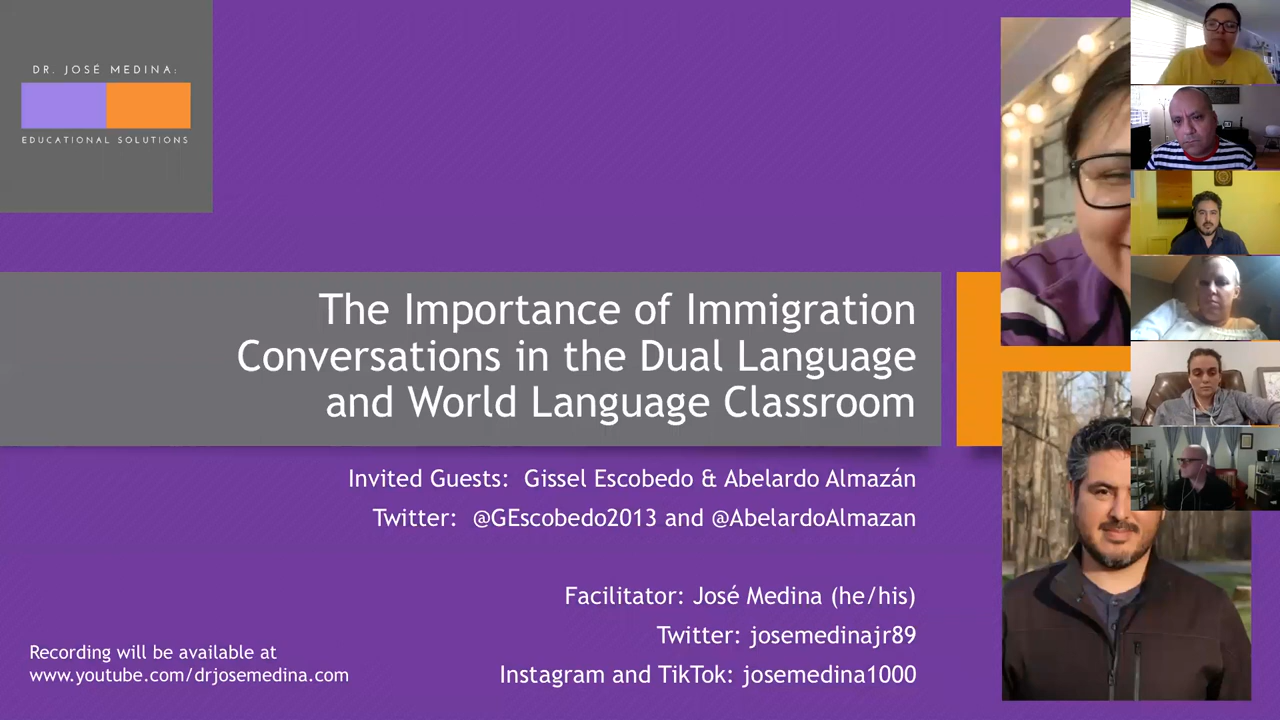 DR. JOSÉ MEDINA:
EDUCATIONAL SOLUTIONS
The Importance of Immigration
Conversations in the Dual Language
and World Language Classroom
Invited Guests: Gissel Escobedo & Abelardo Almazán
Twitter: @GEscobedo2013 and @AbelardoAlmazan
Facilitator: José Medina (he/his)
Twitter: josemedinajr89
Instagram and TikTok: josemedina1000
Recording will be available at
www.youtube.com/drjosemedina.com